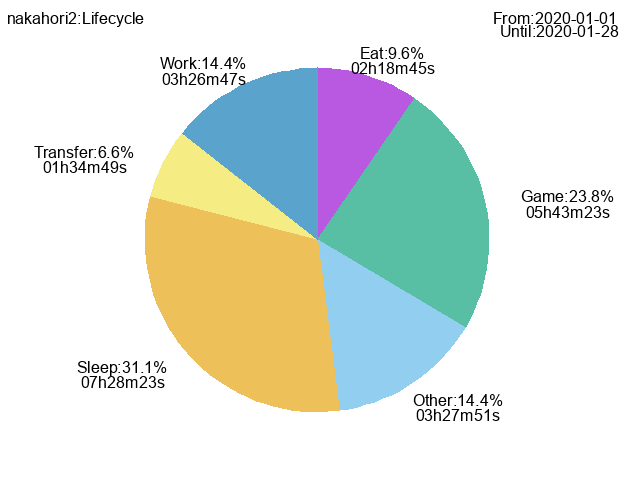 nakahori2:Lifecycle
From:2020-01-01
Until:2020-01-28
Eat:9.6%
02h18m45s
Work:14.4%
03h26m47s
Transfer:6.6%
01h34m49s
Game:23.8%
05h43m23s
Sleep:31.1%
07h28m23s
Other:14.4%
03h27m51s